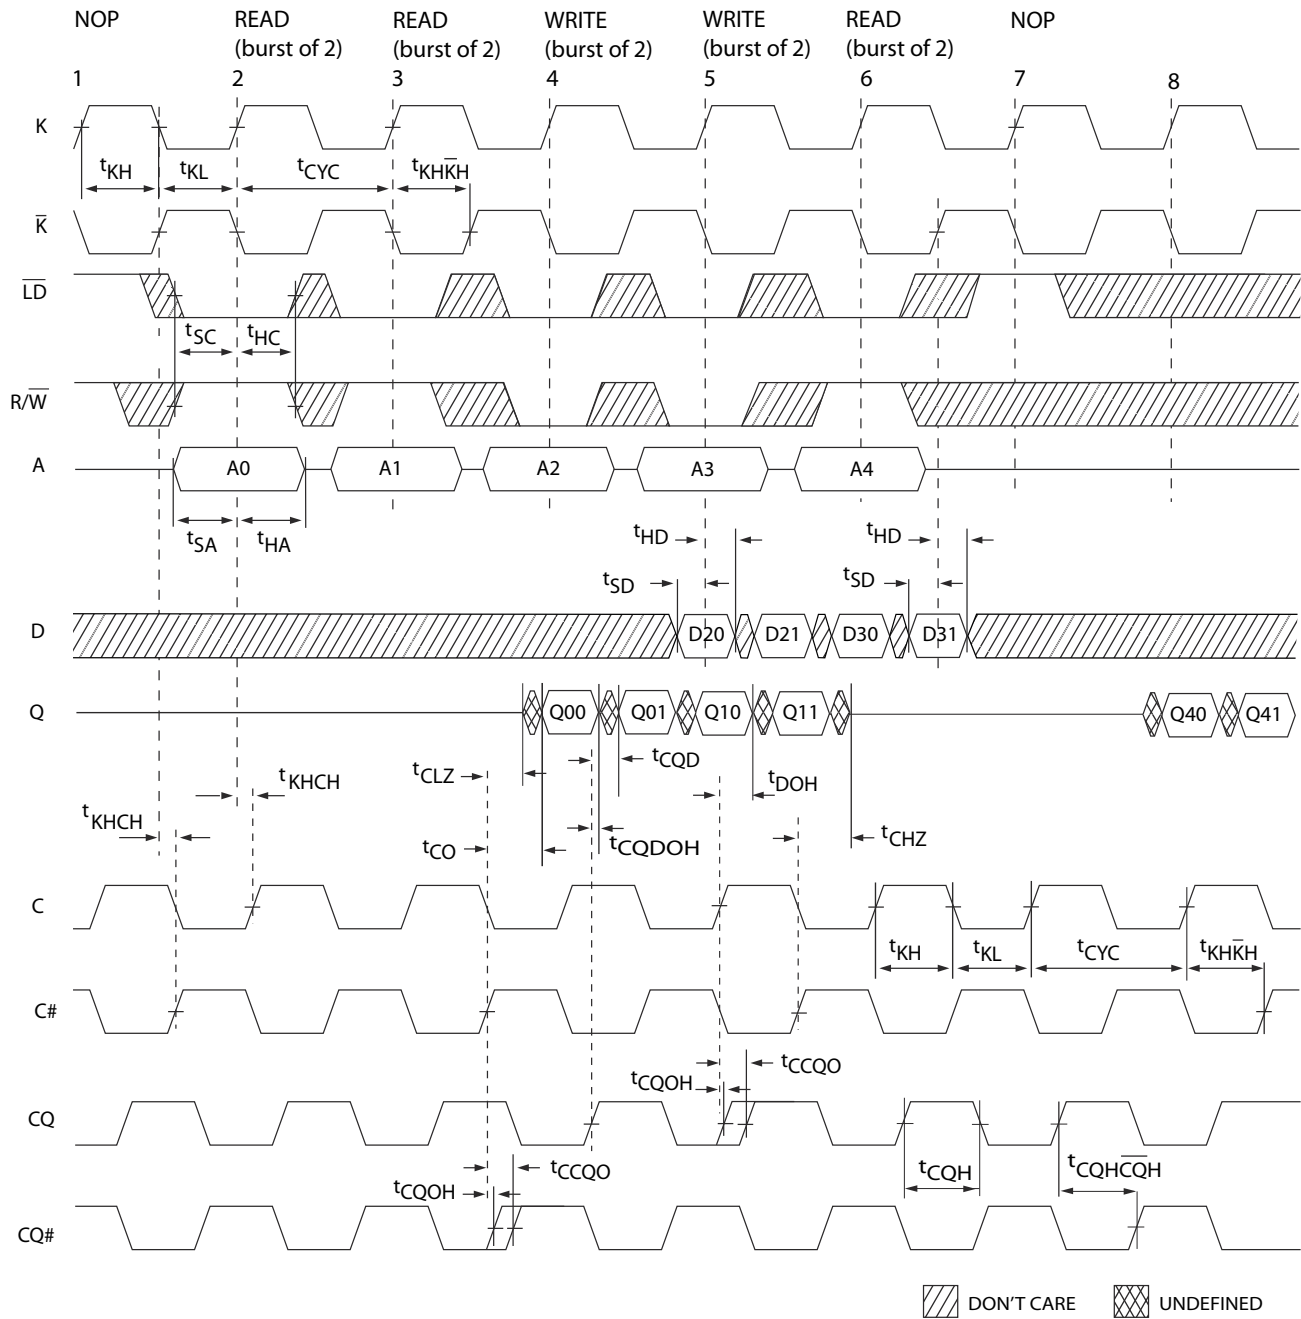 NOP READ READ WRITE WRITE READ NOP
(burst of 2) (burst of 2) (burst of 2) (burst of 2) (burst of 2)
1 2 3 4 5 6 7 8
K
tKH tKL tCYC tKHK̅H
K̅
L̅D̅
tSC tHC
R/W̅
A A0 A1 A2 A3 A4
tSA tHA tHD tHD
tSD tSD
D D20 D21 D30 D31
Q Q00 Q01 Q10 Q11 Q40 Q41
tKHCH tCLZ tCQD tDOH
tKHCH tCO tCQDOH tCHZ
C
tKH tKL tCYC tKHK̅H
C#
tCCQO
tCQOH
CQ
tCCQO tCQH tCQHC̅Q̅H
tCQOH
CQ#
DON'T CARE UNDEFINED